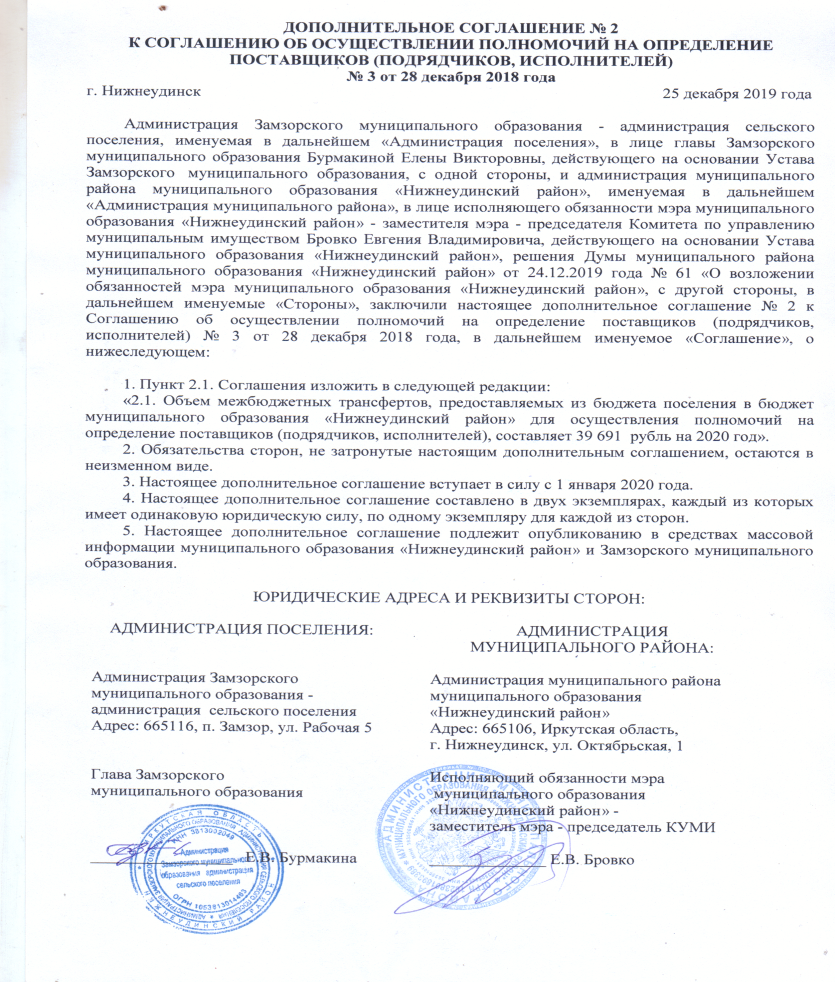 ДОПОЛНИТЕЛЬНОЕ СОГЛАШЕНИЕ № 2
К СОГЛАШЕНИЮ ОБ ОСУЩЕСТВЛЕНИИ ПОЛНОМОЧИЙ НА ОПРЕДЕЛЕНИЕ
ПОСТАВЩИКОВ (ПОДРЯДЧИКОВ, ИСПОЛНИТЕЛЕЙ)
№ 3 от 28 декабря 2018 года
г. Нижнеудинск 25 декабря 2019 года
Администрация Замзорского муниципального образования - администрация сельского
поселения, именуемая в дальнейшем «Администрация поселения», в лице главы Замзорского
муниципального образования Бурмакиной Елены Викторовны, действующего на основании Устава
Замзорского муниципального образования, с одной стороны, и администрация муниципального
района муниципального образования «Нижнеудинский район», именуемая в дальнейшем
«Администрация муниципального района», в лице исполняющего обязанности мэра муниципального
образования «Нижнеудинский район» - заместителя мэра - председателя Комитета по управлению
муниципальным имуществом Бровко Евгения Владимировича, действующего на основании Устава
муниципального образования «Нижнеудинский район», решения Думы муниципального района
муниципального образования «Нижнеудинский район» от 24.12.2019 года № 61 «О возложении
обязанностей мэра муниципального образования «Нижнеудинский район», с другой стороны, в
дальнейшем именуемые «Стороны», заключили настоящее дополнительное соглашение № 2 к
Соглашению об осуществлении полномочий на определение поставщиков (подрядчиков,
исполнителей) № 3 от 28 декабря 2018 года, в дальнейшем именуемое «Соглашение», о
нижеследующем:
1. Пункт 2.1. Соглашения изложить в следующей редакции:
«2.1. Объем межбюджетных трансфертов, предоставляемых из бюджета поселения в бюджет
муниципального образования «Нижнеудинский район» для осуществления полномочий на
определение поставщиков (подрядчиков, исполнителей), составляет 39 691 рубль на 2020 год».
2. Обязательства сторон, не затронутые настоящим дополнительным соглашением, остаются в
неизменном виде.
3. Настоящее дополнительное соглашение вступает в силу с 1 января 2020 года.
4. Настоящее дополнительное соглашение составлено в двух экземплярах, каждый из которых
имеет одинаковую юридическую силу, по одному экземпляру для каждой из сторон.
5. Настоящее дополнительное соглашение подлежит опубликованию в средствах массовой
информации муниципального образования «Нижнеудинский район» и Замзорского муниципального
образования.
ЮРИДИЧЕСКИЕ АДРЕСА И РЕКВИЗИТЫ СТОРОН:
АДМИНИСТРАЦИЯ ПОСЕЛЕНИЯ:
Администрация Замзорского
муниципального образования -
администрация сельского поселения
Адрес: 665116, п. Замзор, ул. Рабочая 5
Глава Замзорского
муниципального образования
Е.В. Бурмакина
Администрация
Замзорского муниципального
образования администрация
сельского поселения
АДМИНИСТРАЦИЯ
МУНИЦИПАЛЬНОГО РАЙОНА:
Администрация муниципального района
муниципального образования
«Нижнеудинский район»
Адрес: 665106, Иркутская область,
г. Нижнеудинск, ул. Октябрьская, 1
Исполняющий обязанности мэра
муниципального образования
«Нижнеудинский район» -
заместитель мэра - председатель КУМИ
Е.В. Бровко